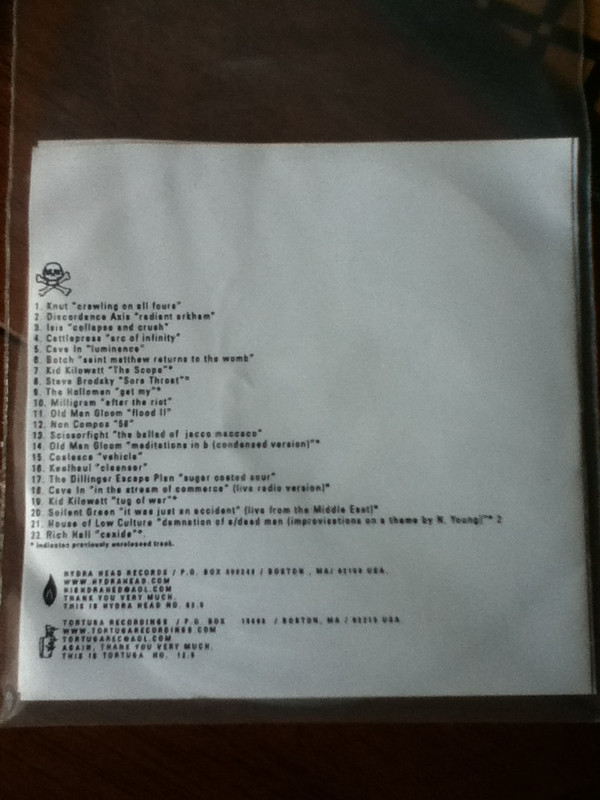 1. Knut "crawling on all fours"
2. Discordance Axis "radiant arkham"
3. Isis "collapse and crush"
4. Cattlepress "arc of infinity"
5. Cave In "luminance"
6. Botch "saint matthew returns to the womb"
7. Kid Kilowatt "The Scope"*
8. Steve Brodsky "Sore Throat"*
9. The Holloman "get my"*
10. Milligram "after the riot"
11. Old Man Gloom "flood II"
12. Non Compos "56"
13. Scissorfight "the ballad of jacco maccaco"
14. Old Man Gloom "meditations in b (condensed version)"*
15. Coalesce "vehicle"
16. Keelhaul "cleanser"
17. The Dillinger Escape Plan "sugar coated sour"
18. Cave In "in the stream of commerce" (live radio version)*
19. Kid Kilowatt "tug of war"*
20. Soilent Green "it was just an accident" (live from the Middle East)*
21. House of Low Culture "damnation of a/dead man (improvisations on a theme by N. Young)"* 2
22. Rich Hall "caxide"*.
* indicates previously unreleased track.
HYDRA HEAD RECORDS / P.O. BOX / BOSTON , MA/ USA.
WWW.HYDRAHEAD.COM
THANK YOU VERY MUCH.
THIS IS HYDRA HEAD NO.
TORTUGA RECORDINGS / P.O. BOX / BOSTON, MA / USA.
WWW.TORTUGARECORDINGS.COM
TORTUGAREC@AOL.COM
AGAIN, THANK YOU VERY MUCH.
THIS IS TORTUGA NO.